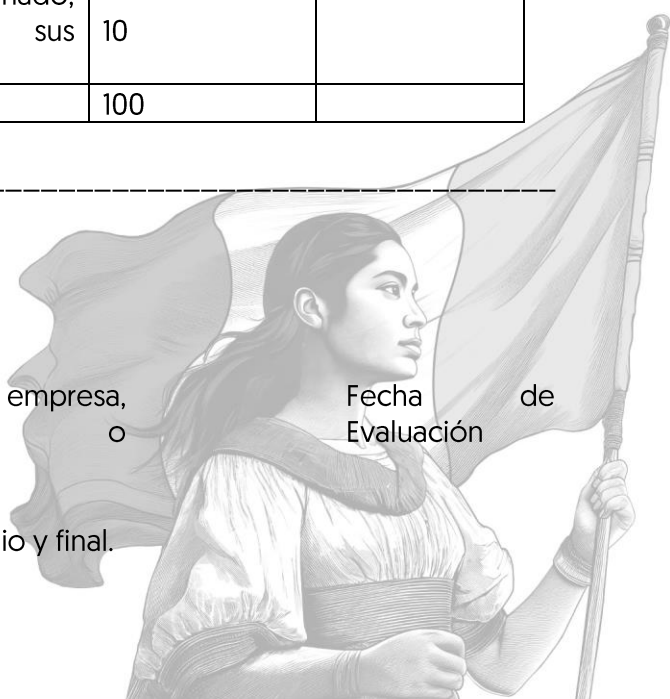 sus 10
100
empresa, Fecha de
o Evaluación
io y final.